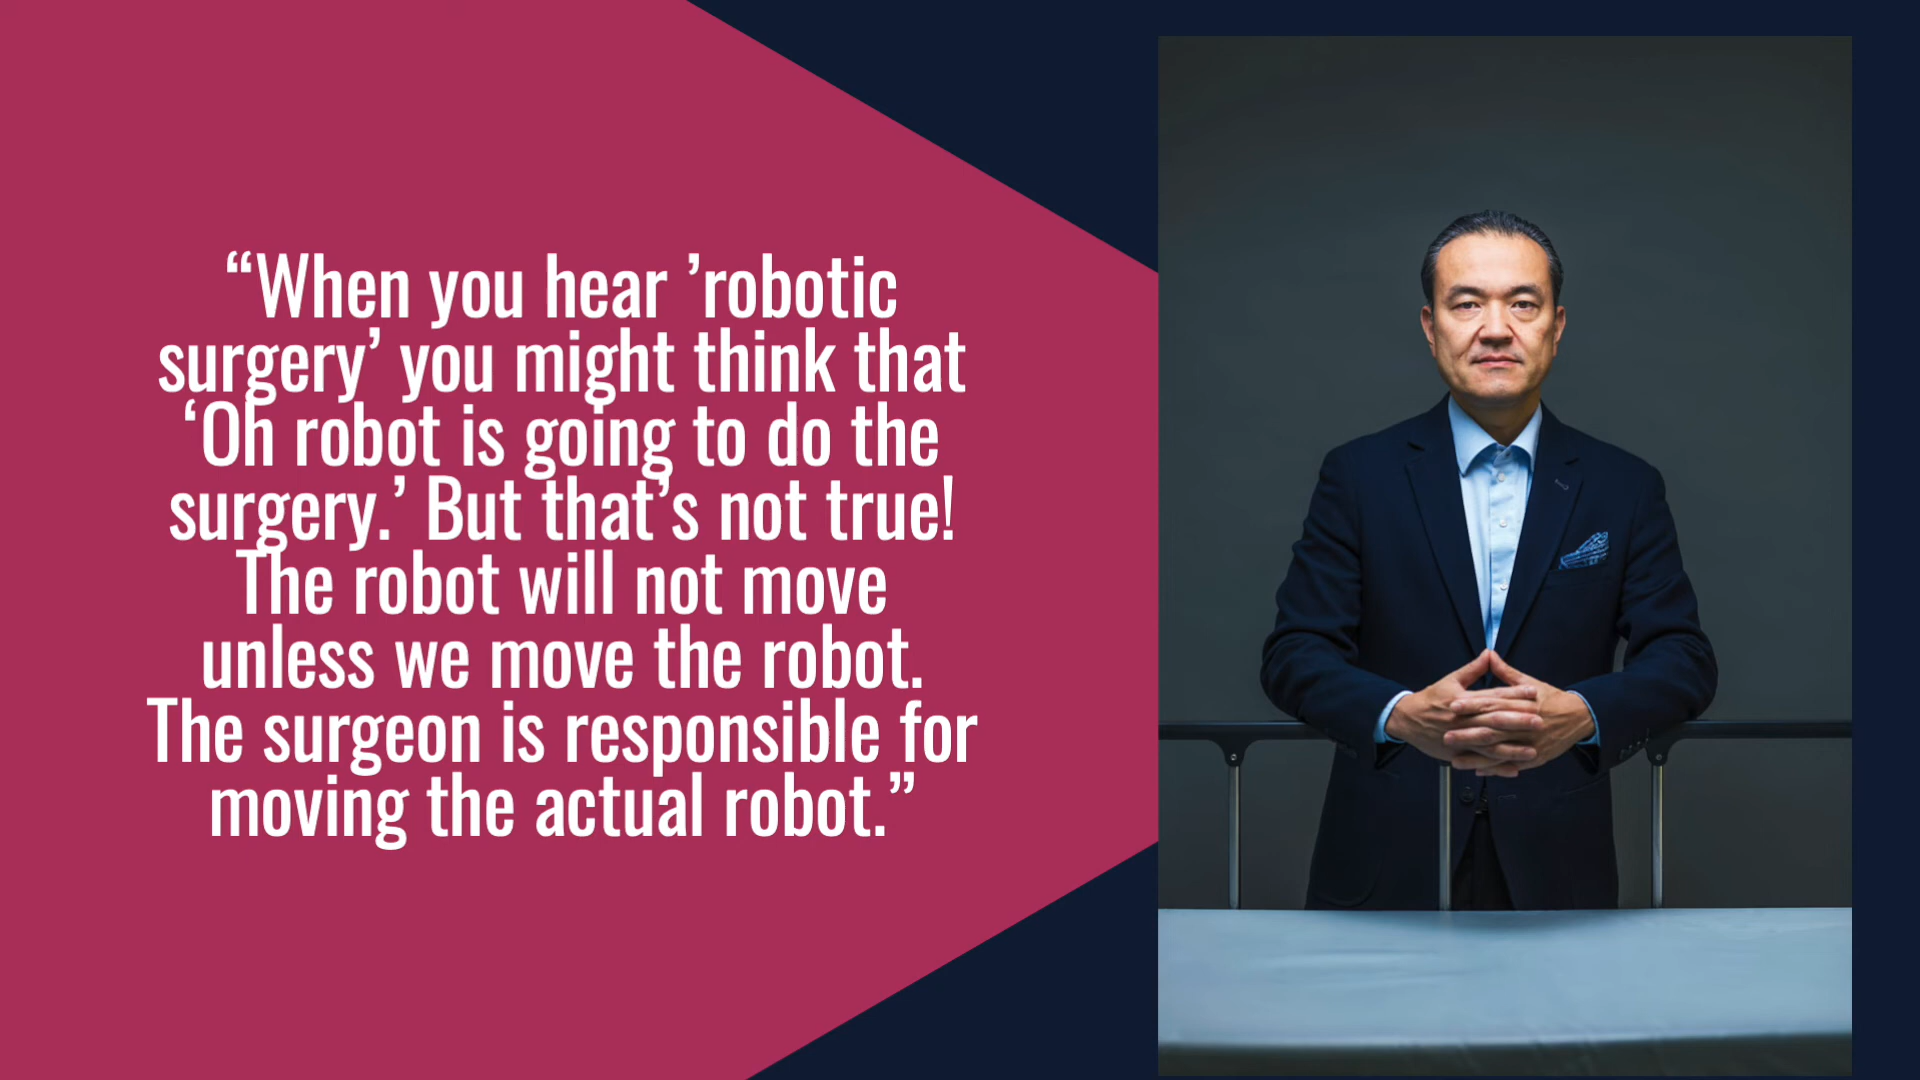 “When you hear ’robotic
surgery’ you might think that
‘Oh robot is going to do the
surgery.’ But that’s not true!
The robot will not move
unless we move the robot.
The surgeon is responsible for
moving the actual robot.”